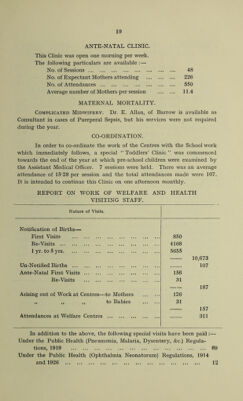 19
ANTE-NATAL CLINIC.
This Clinic was open one morning per week.
The following particulars are available :—
No. of Sessions ... ... ... ... ... ... ... 48
No. of Expectant Mothers attending ... ... ... 226
No. of Attendances ... ... ... ... ... ... 550
Average number of Mothers per session ... ... 11.4
MATERNAL MORTALITY.
COMPLICATED MIDWIFERY. Dr. E. Allan, of Barrow is available as
Consultant in cases of Puerperal Sepsis, but his services were not required
during the year.
CO-ORDINATION.
In order to co-ordinate the work of the Centres with the School work
which immediately follows, a special "Toddlers' Clinic" was commenced
towards the end of the year at which pre-school children were examined by
the Assistant Medical Officer. 7 sessions were held. There was an average
attendance of 15·28 per session and the total attendances made were 107.
It is intended to continue this Clinic on one afternoon monthly.
REPORT ON WORK OF WELFARE AND HEALTH
VISITING STAFF.
Nature of Visits.
Notification of Births—
First Visits ... ... ... ... ... ... 850
Re-Visits ... ... ... ... ... ... 4168
1 yr. to 5 yrs. ... ... ... ... ... ... 5655
10,673
Un-Notified Births ... ... ... ... ... ... 107
Ante-Natal First Visits ... ... ... ... ... 156
Re-Visits ... ... ... ... ... 31
187
Arising out of Work at Centres—to Mothers ... 126
„ „ „ to Babies ... 31
157
Attendances at Welfare Centres ... ... ... ... 311
In addition to the above, the following special visits have been paid :—
Under the Public Health (Pneumonia, Malaria, Dysentery, &c.) Regula-
tions, 1919 ... ... ... ... ... ... ... 69
Under the Public Health (Ophthalmia Neonatorum) Regulations, 1914
and 1926 ... ... ... ... ... ... ... 12